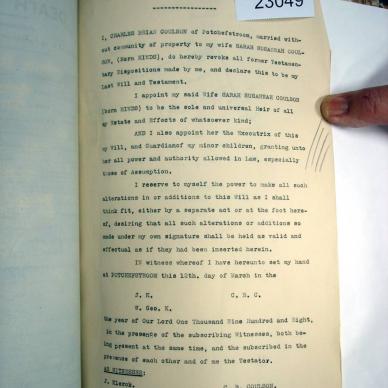 23049
DEATH
I, CHARLES BRIAN COULSON of Potchefstroom, married with-
out community of property to my wife SARAH SUSANNAH COUL-
SON, (Born HINDS), do hereby revoke all former Testamen-
tary Dispositions made by me, and declare this to be my
Last Will and Testament.
I appoint my said Wife SARAH SUSANNAH COULSON
(born HINDS) to be the sole and universal Heir of all
my Estate and Effects of whatsoever kind;
AND I also appoint her the Executrix of this
my Will, and Guardianof my minor children, granting unto
her all power and authority allowed in Law, especially
those of Assumption.
I reserve to myself the power to make all such
alterations in or additions to this Will as I shall
think fit, either by a separate act or at the foot here-
of, desiring that all such alterations or additions so
made under my own signature shall be held as valid and
effectual as if they had been inserted herein.
IN witness whereof I have hereunto set my hand
at POTCHEFSTROOM this 12th. day of March in the
J. K. C. B. C.
W. Geo. K.
the year of Our Lord One Thousand Nine Hundred and Eight,
in the presence of the subscribing Witnesses, both be-
ing present at the same time, and the subscribed in the
presence of each other and of me the Testator.
AS WITNESSES:
J. Klerck. C. B. COULSON.